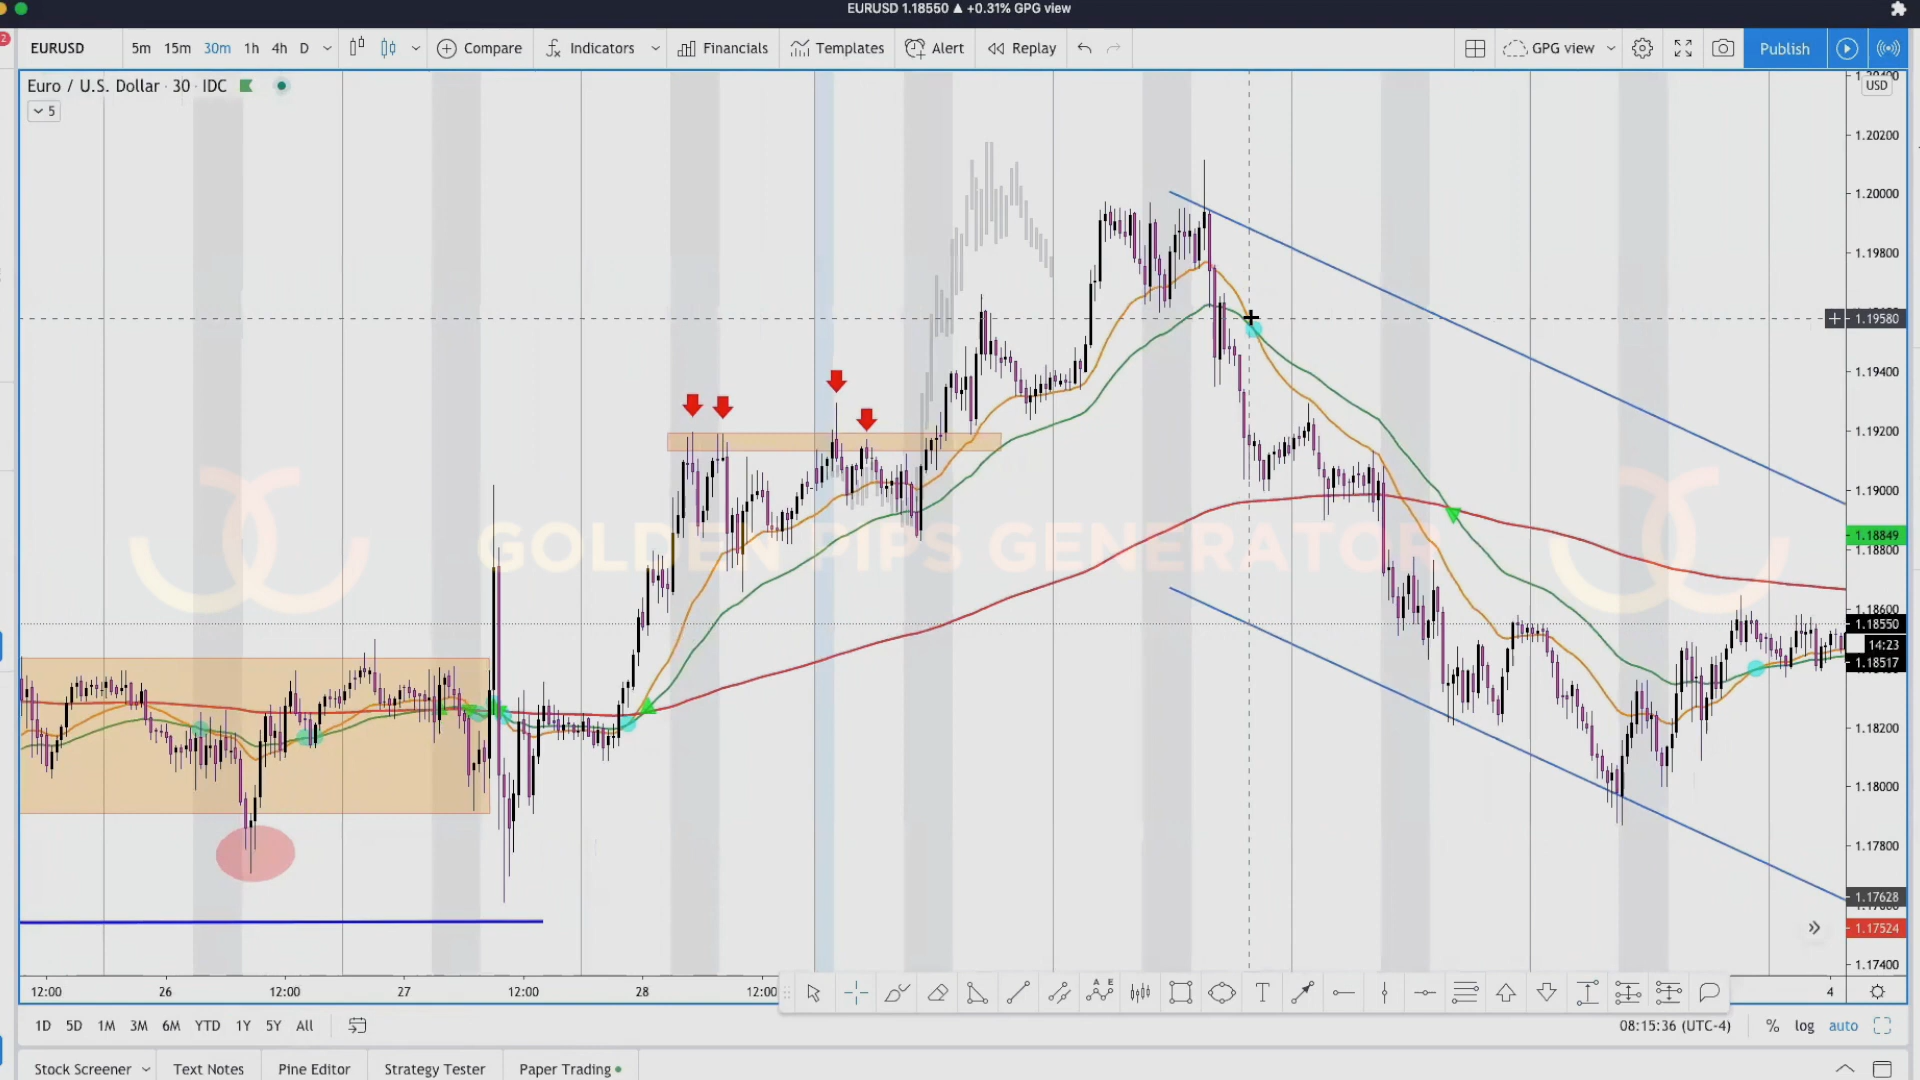 EURUSD 1.18550 ▲ +0.31% GPG view
2
EURUSD 5m 15m 30m 1h 4h D Compare Indicators Financials Templates Alert Replay GPG view Publish
Euro / U.S. Dollar · 30 · IDC
5
USD
1.20400
1.20200
1.20000
1.19800
1.19580
1.19400
1.19200
1.19000
1.18849
1.18800
1.18600
1.18550
14:23
1.18517
1.18200
1.18000
1.17800
1.17628
1.17524
1.17400
GOLDEN PIPS GENERATOR
12:00 26 12:00 27 12:00 28 12:00 4
A E
T
1D 5D 1M 3M 6M YTD 1Y 5Y All
08:15:36 (UTC-4) % log auto
Stock Screener Text Notes Pine Editor Strategy Tester Paper Trading